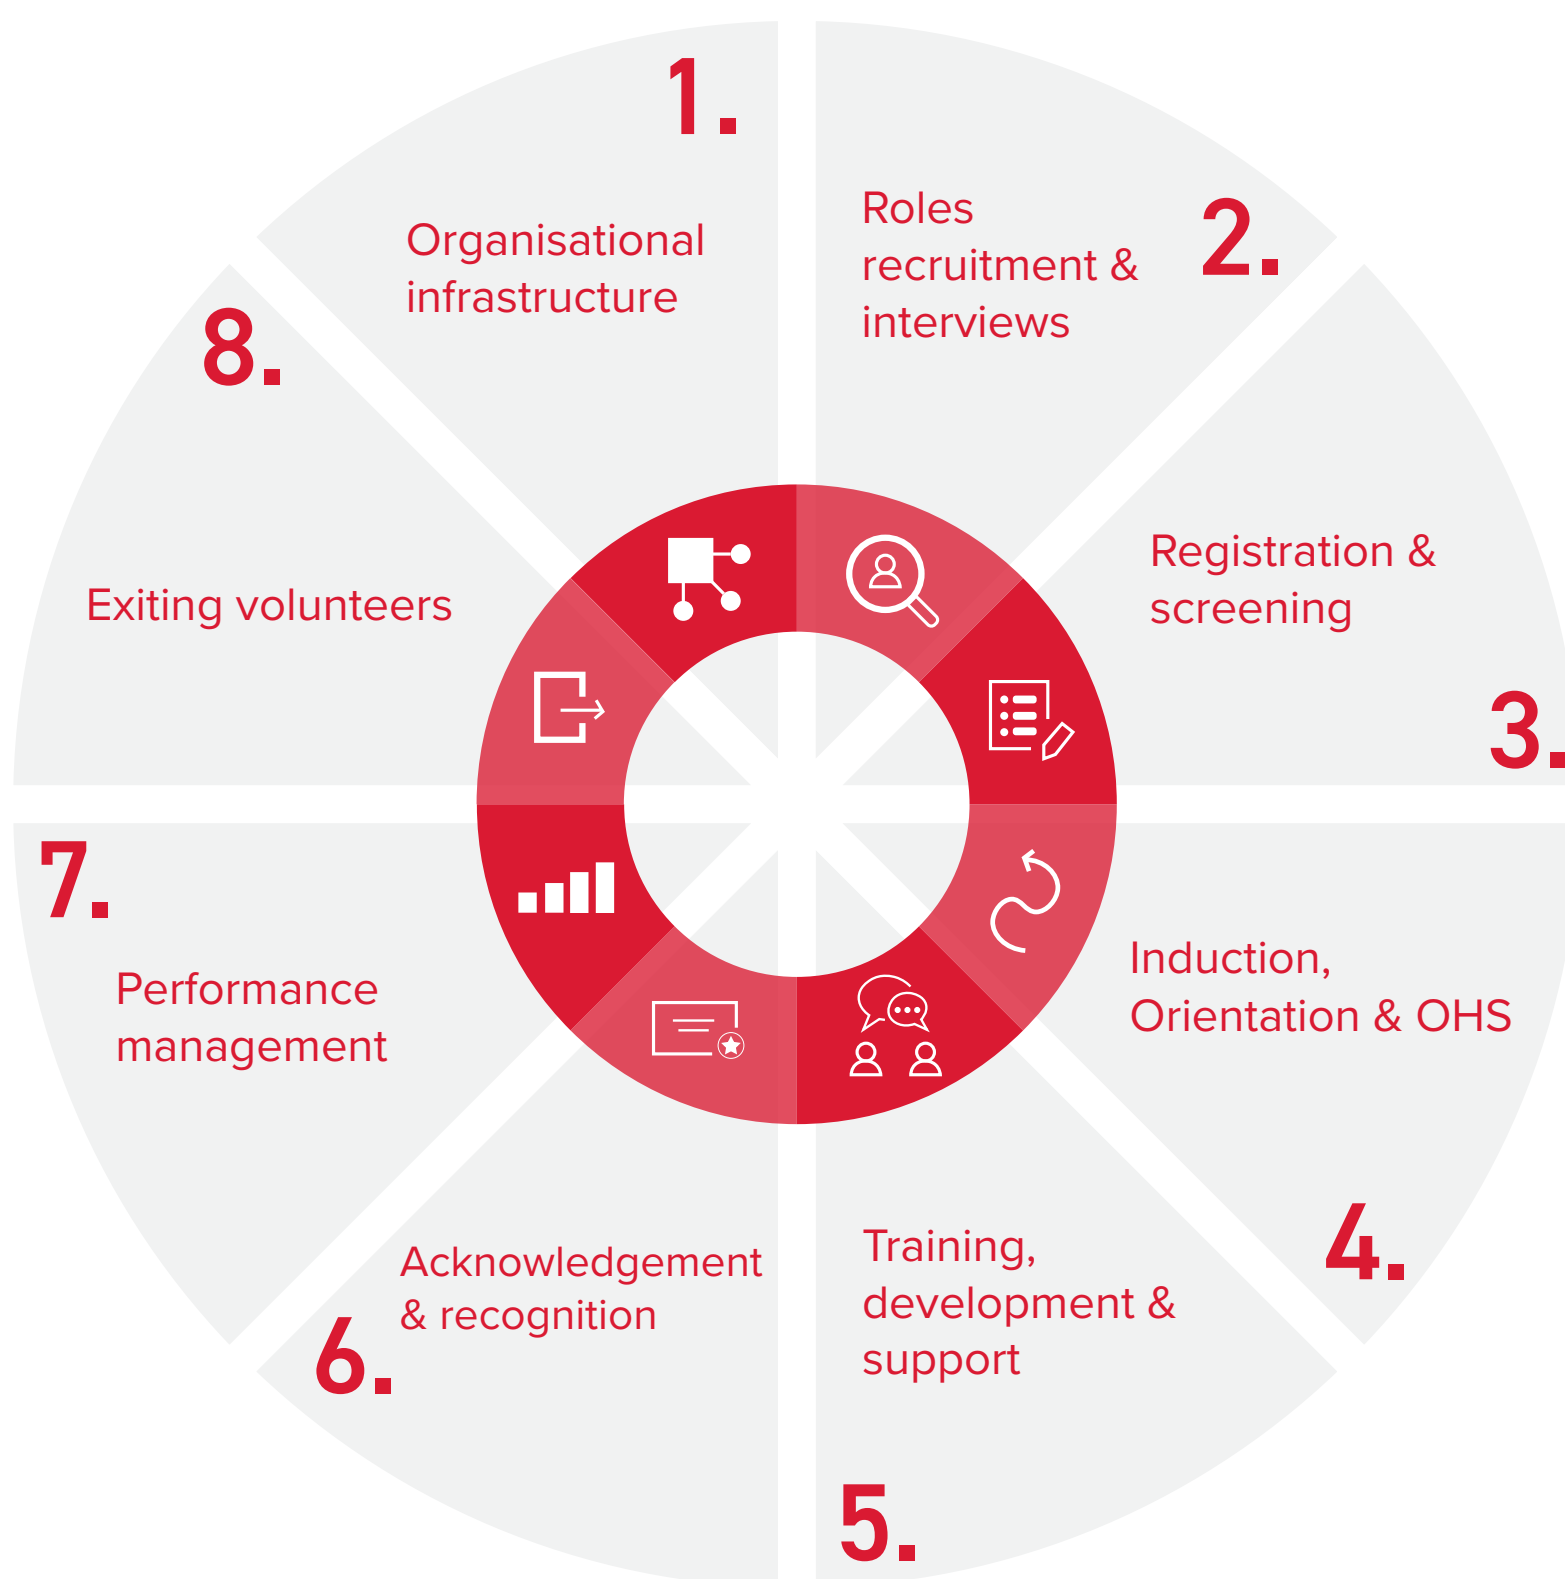 1.
Organisational
infrastructure
2.
Roles
recruitment &
interviews
3.
Registration &
screening
4.
Induction,
Orientation & OHS
5.
Training,
development &
support
6.
Acknowledgement
& recognition
7.
Performance
management
8.
Exiting volunteers